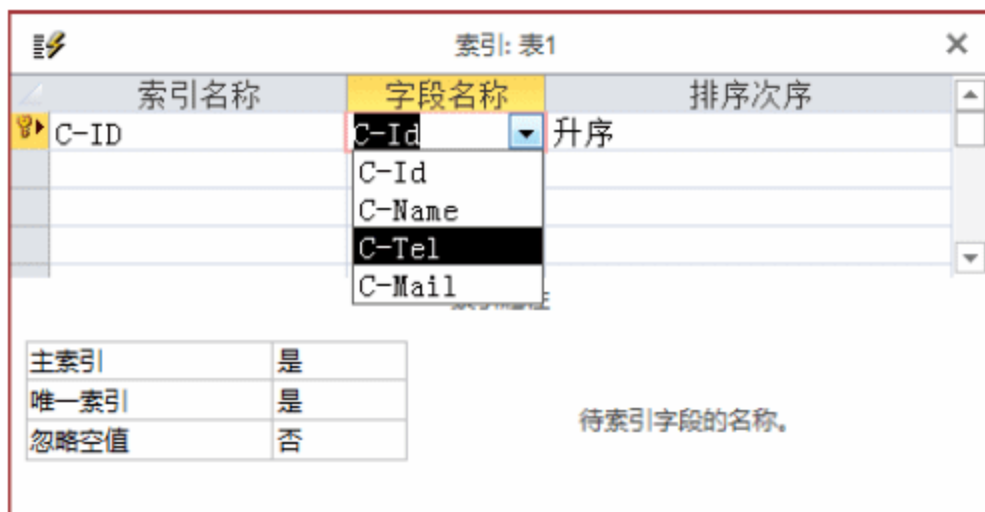 索引: 表1
索引名称 字段名称 排序次序
C-ID C-Id 升序
C-Id
C-Name
C-Tel
C-Mail
主索引 是
唯一索引 是
忽略空值 否
待索引字段的名称。